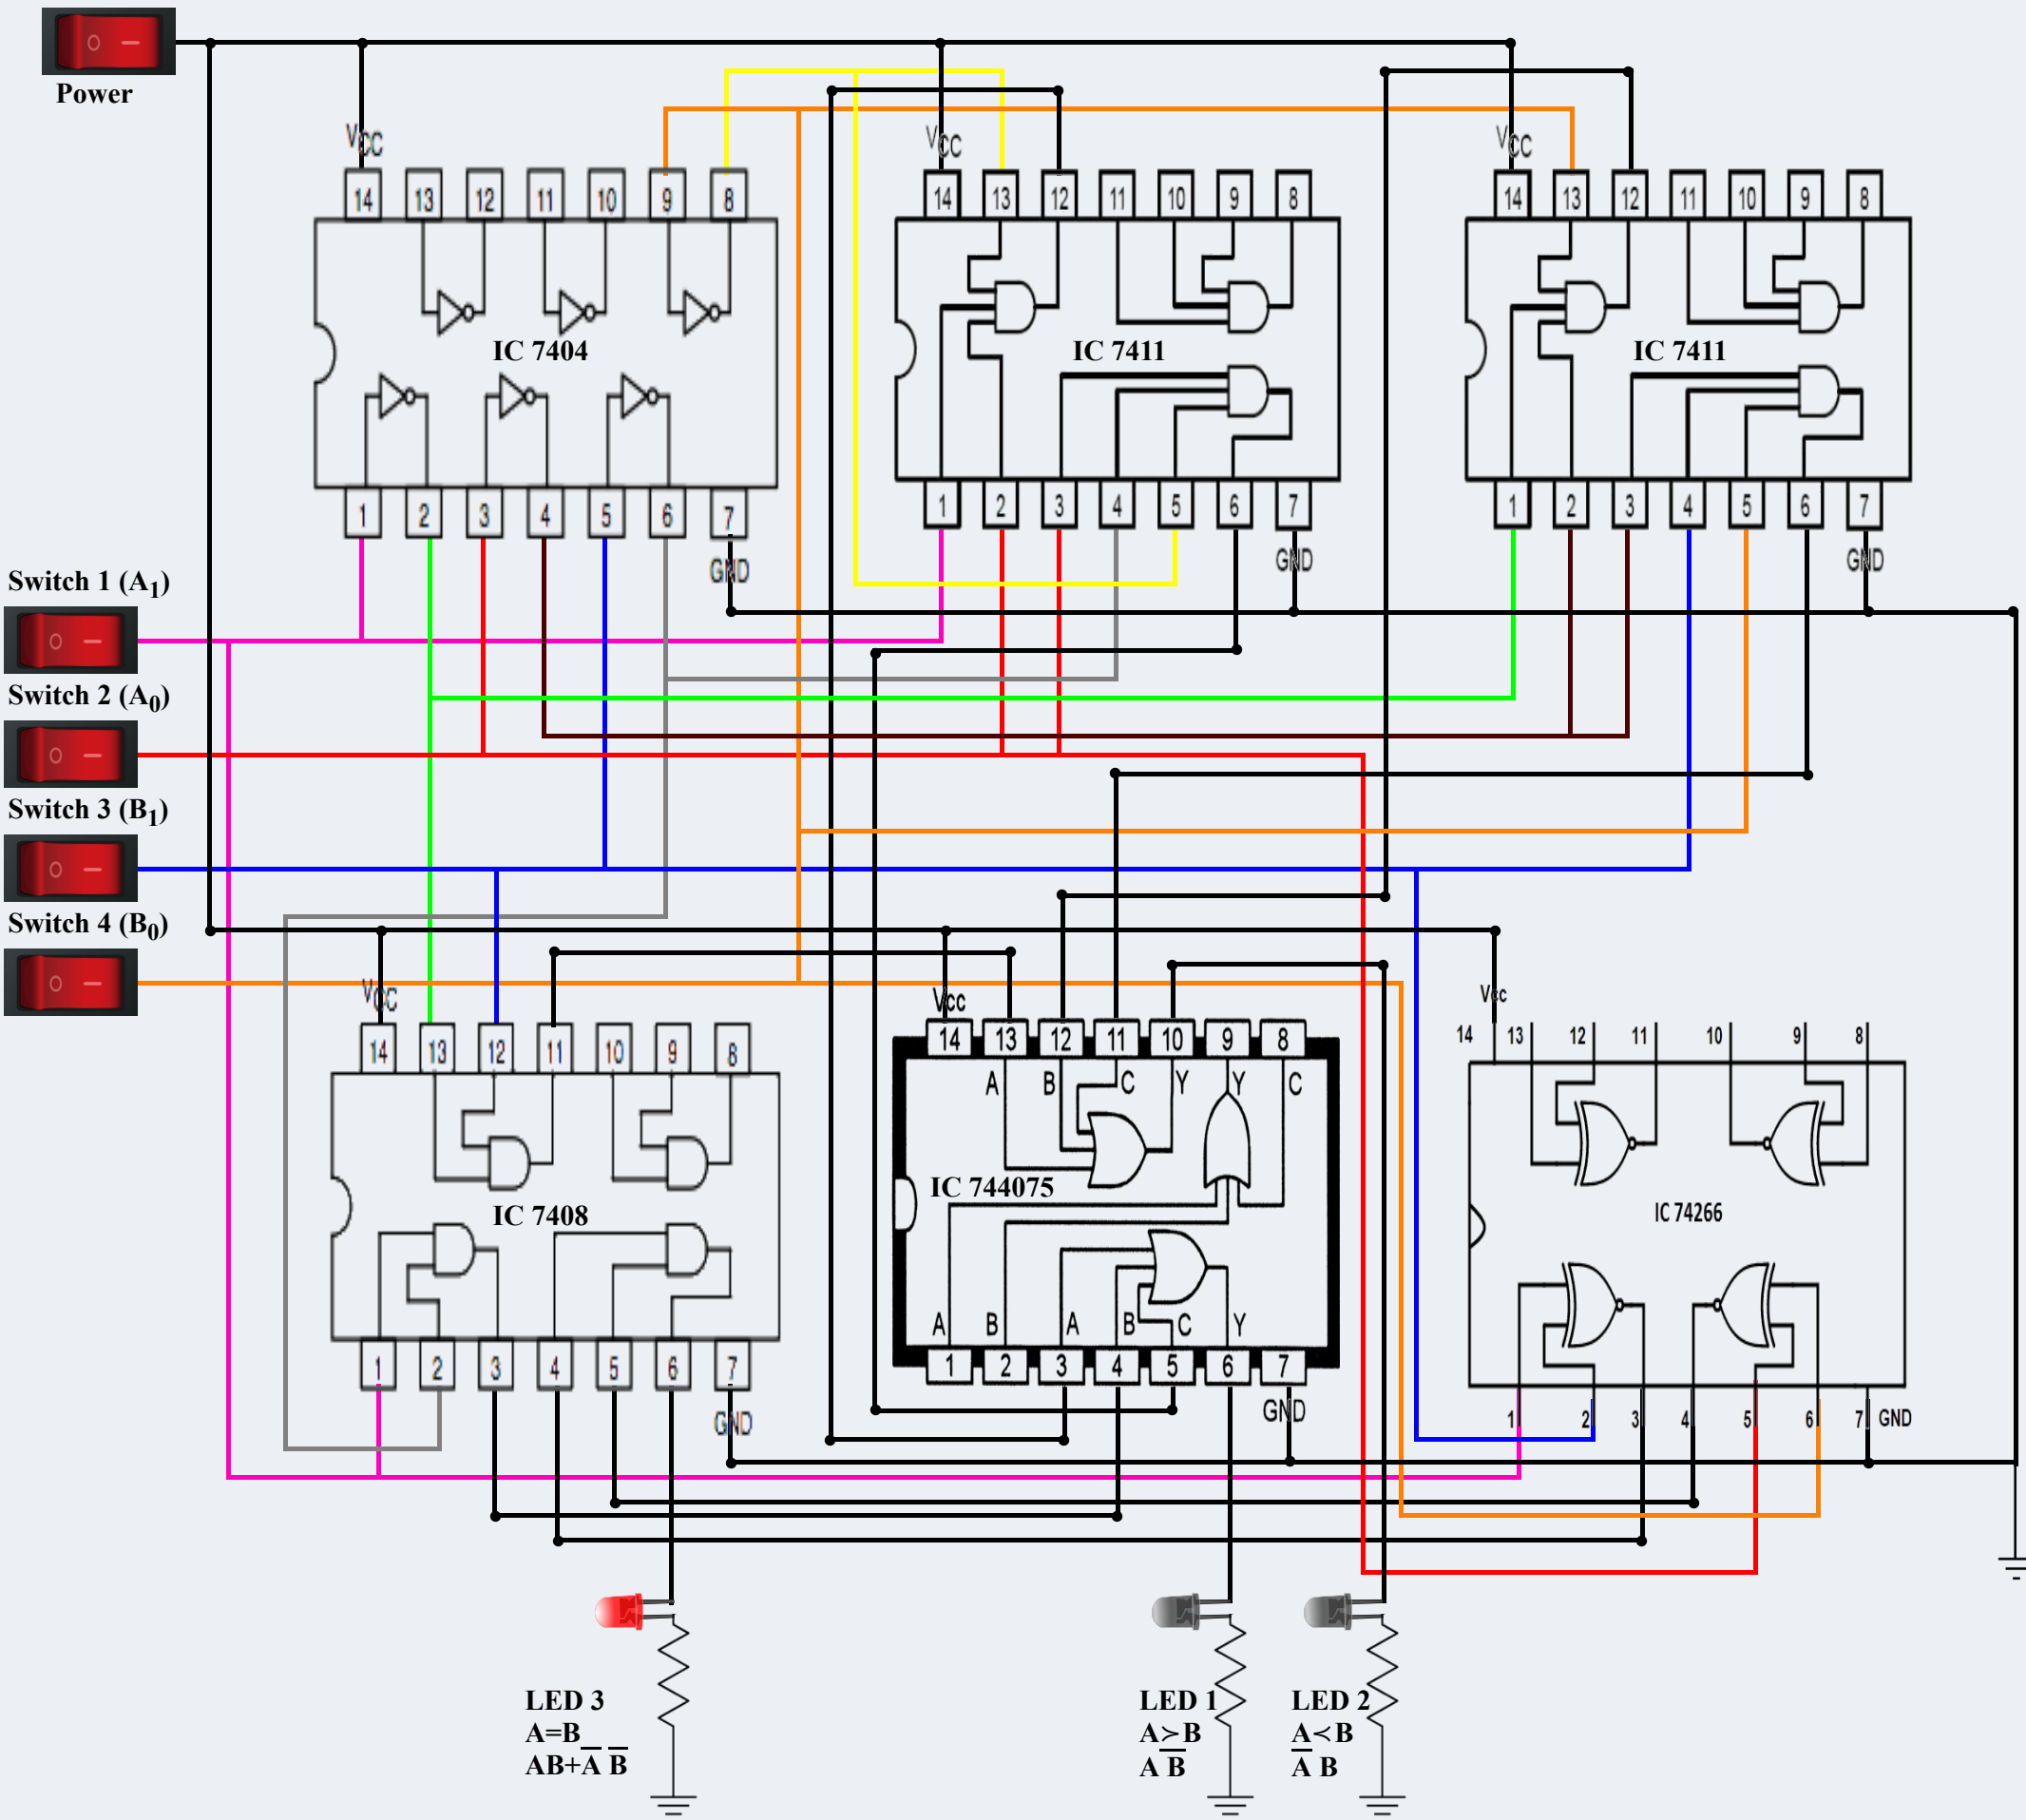 Power
V_CC
V_CC
V_CC
14 13 12 11 10 9 8
14 13 12 11 10 9 8
14 13 12 11 10 9 8
IC 7404
IC 7411
IC 7411
1 2 3 4 5 6 7
1 2 3 4 5 6 7
1 2 3 4 5 6 7
GND
GND
GND
Switch 1 (A1)
Switch 2 (A0)
Switch 3 (B1)
Switch 4 (B0)
V_CC
Vcc
Vcc
14 13 12 11 10 9 8
14 13 12 11 10 9 8
14 13 12 11 10 9 8
A B C Y Y C
IC 7408
IC 744075
IC 74266
A B A B C Y
1 2 3 4 5 6 7
1 2 3 4 5 6 7
1 2 3 4 5 6 7 GND
GND
GND
LED 3
A=B
AB+A̅ B̅
LED 1
A≻B
A B̅
LED 2
A≺B
A̅ B